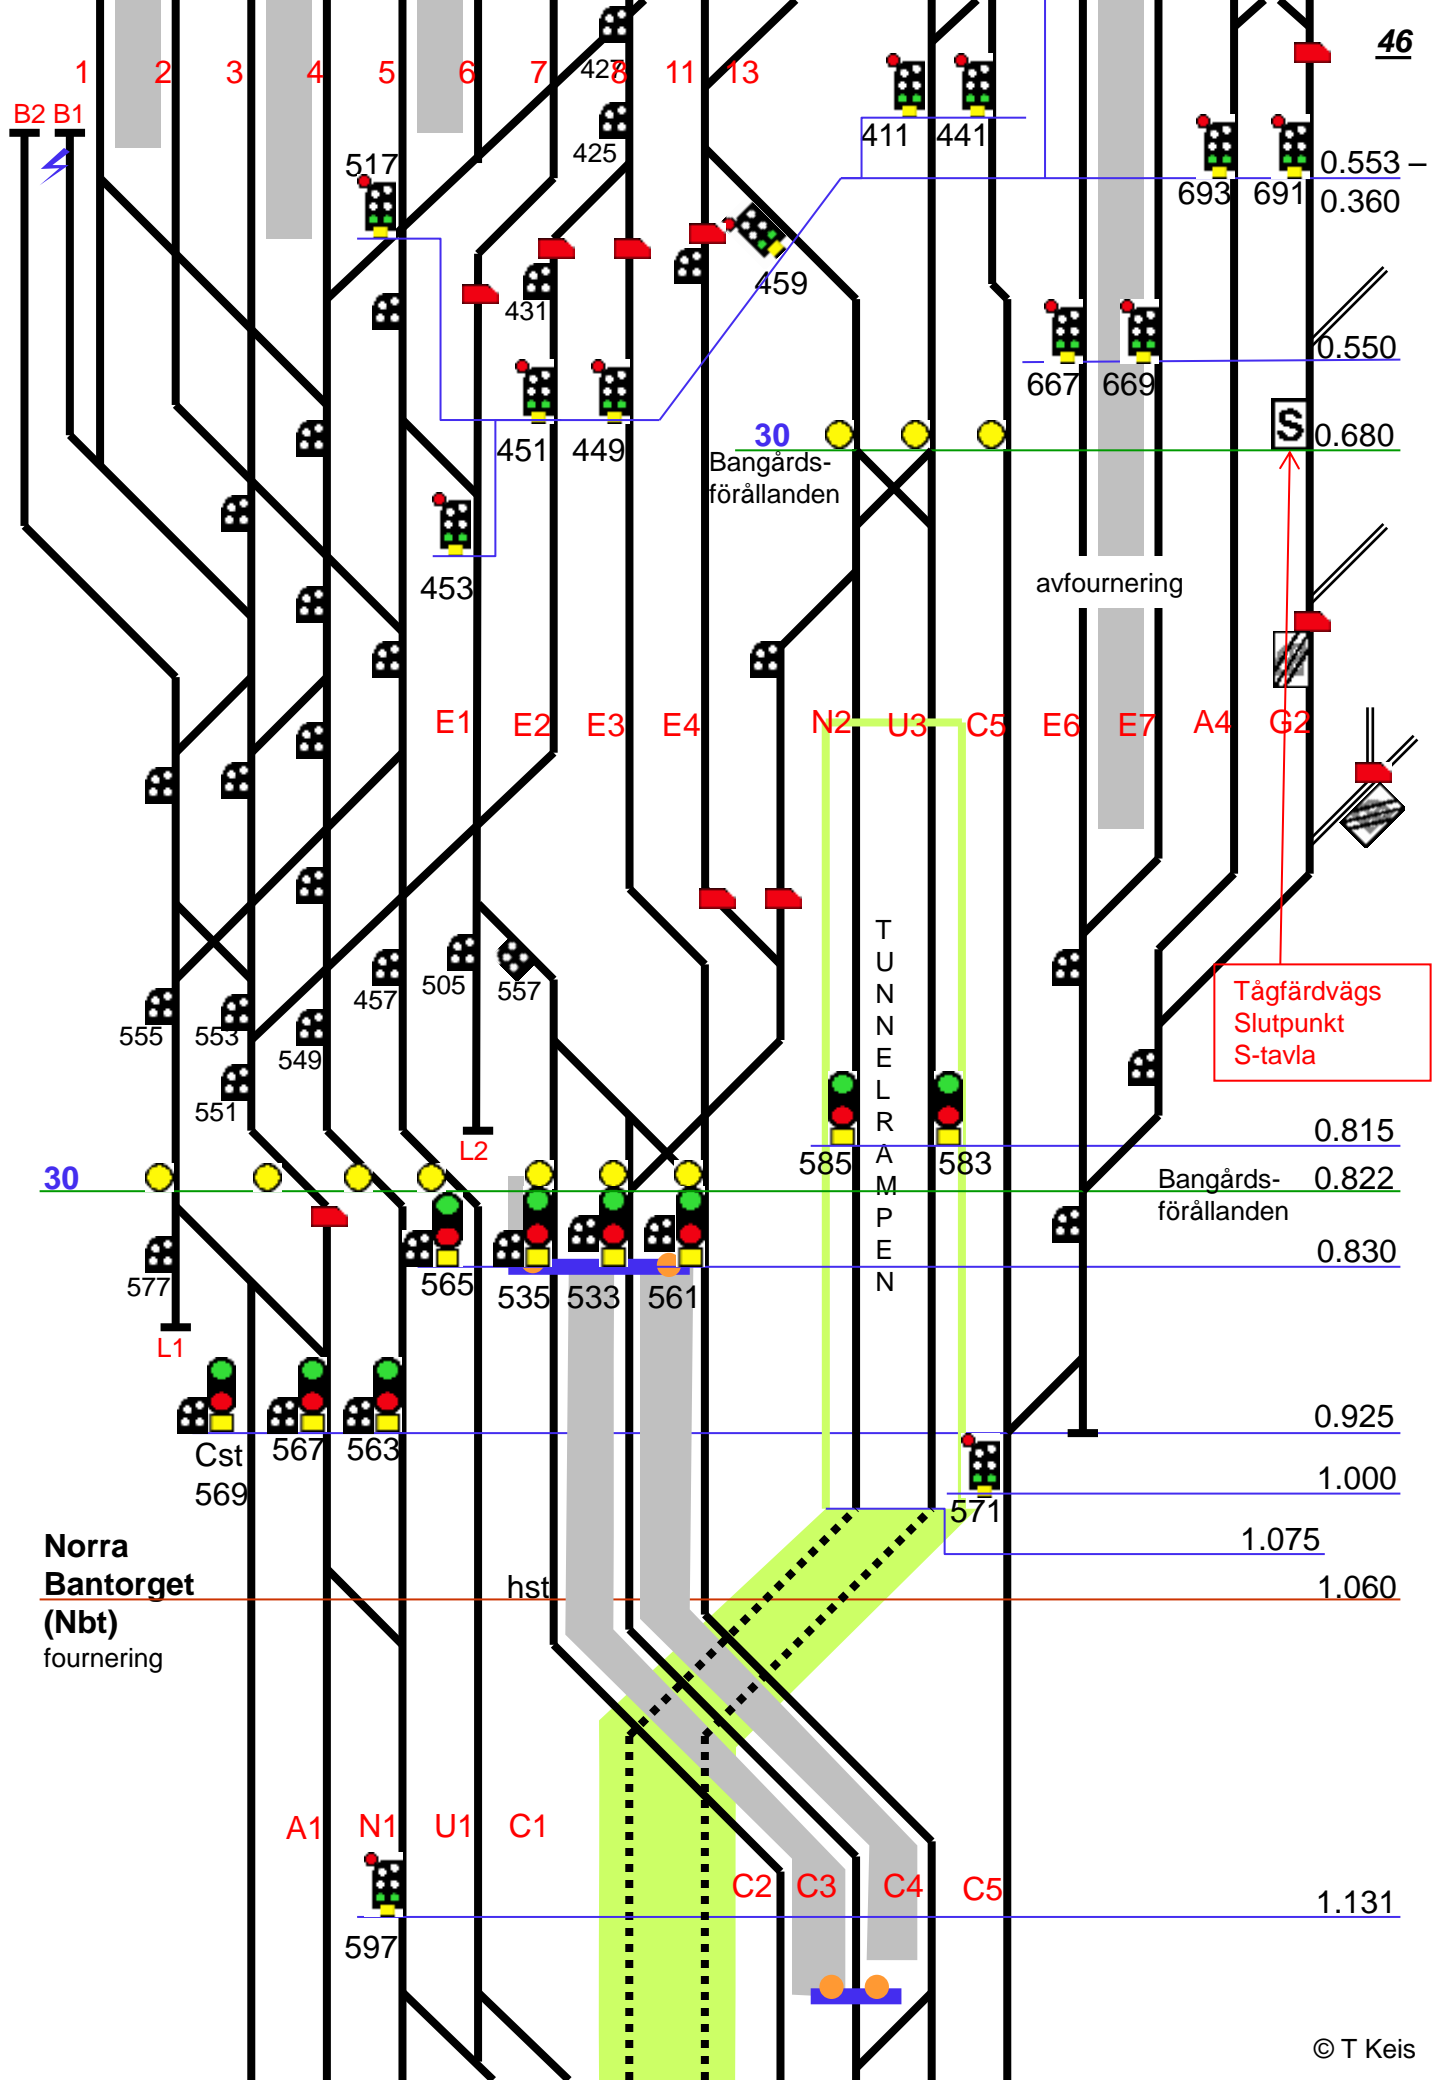 46
1 2 3 4 5 6 7 8 11 13
427
B2 B1
411 441
425
517
0.553 –
693 691
0.360
459
431
0.550
667 669
30
0.680
S
451 449
Bangårds-
förållanden
453
avfournering
E1 E2 E3 E4 N2 U3 C5 E6 E7 A4 G2
TUNNELRAMPEN
Tågfärdvägs
Slutpunkt
S-tavla
457 505 557
555 553
549
551
0.815
L2
585 583
30
0.822
Bangårds-
förållanden
0.830
577
565 535 533 561
L1
0.925
Cst 567 563
569
1.000
571
1.075
Norra
Bantorget
(Nbt)
fournering
hst
1.060
A1 N1 U1 C1
C2 C3 C4 C5
1.131
597
© T Keis